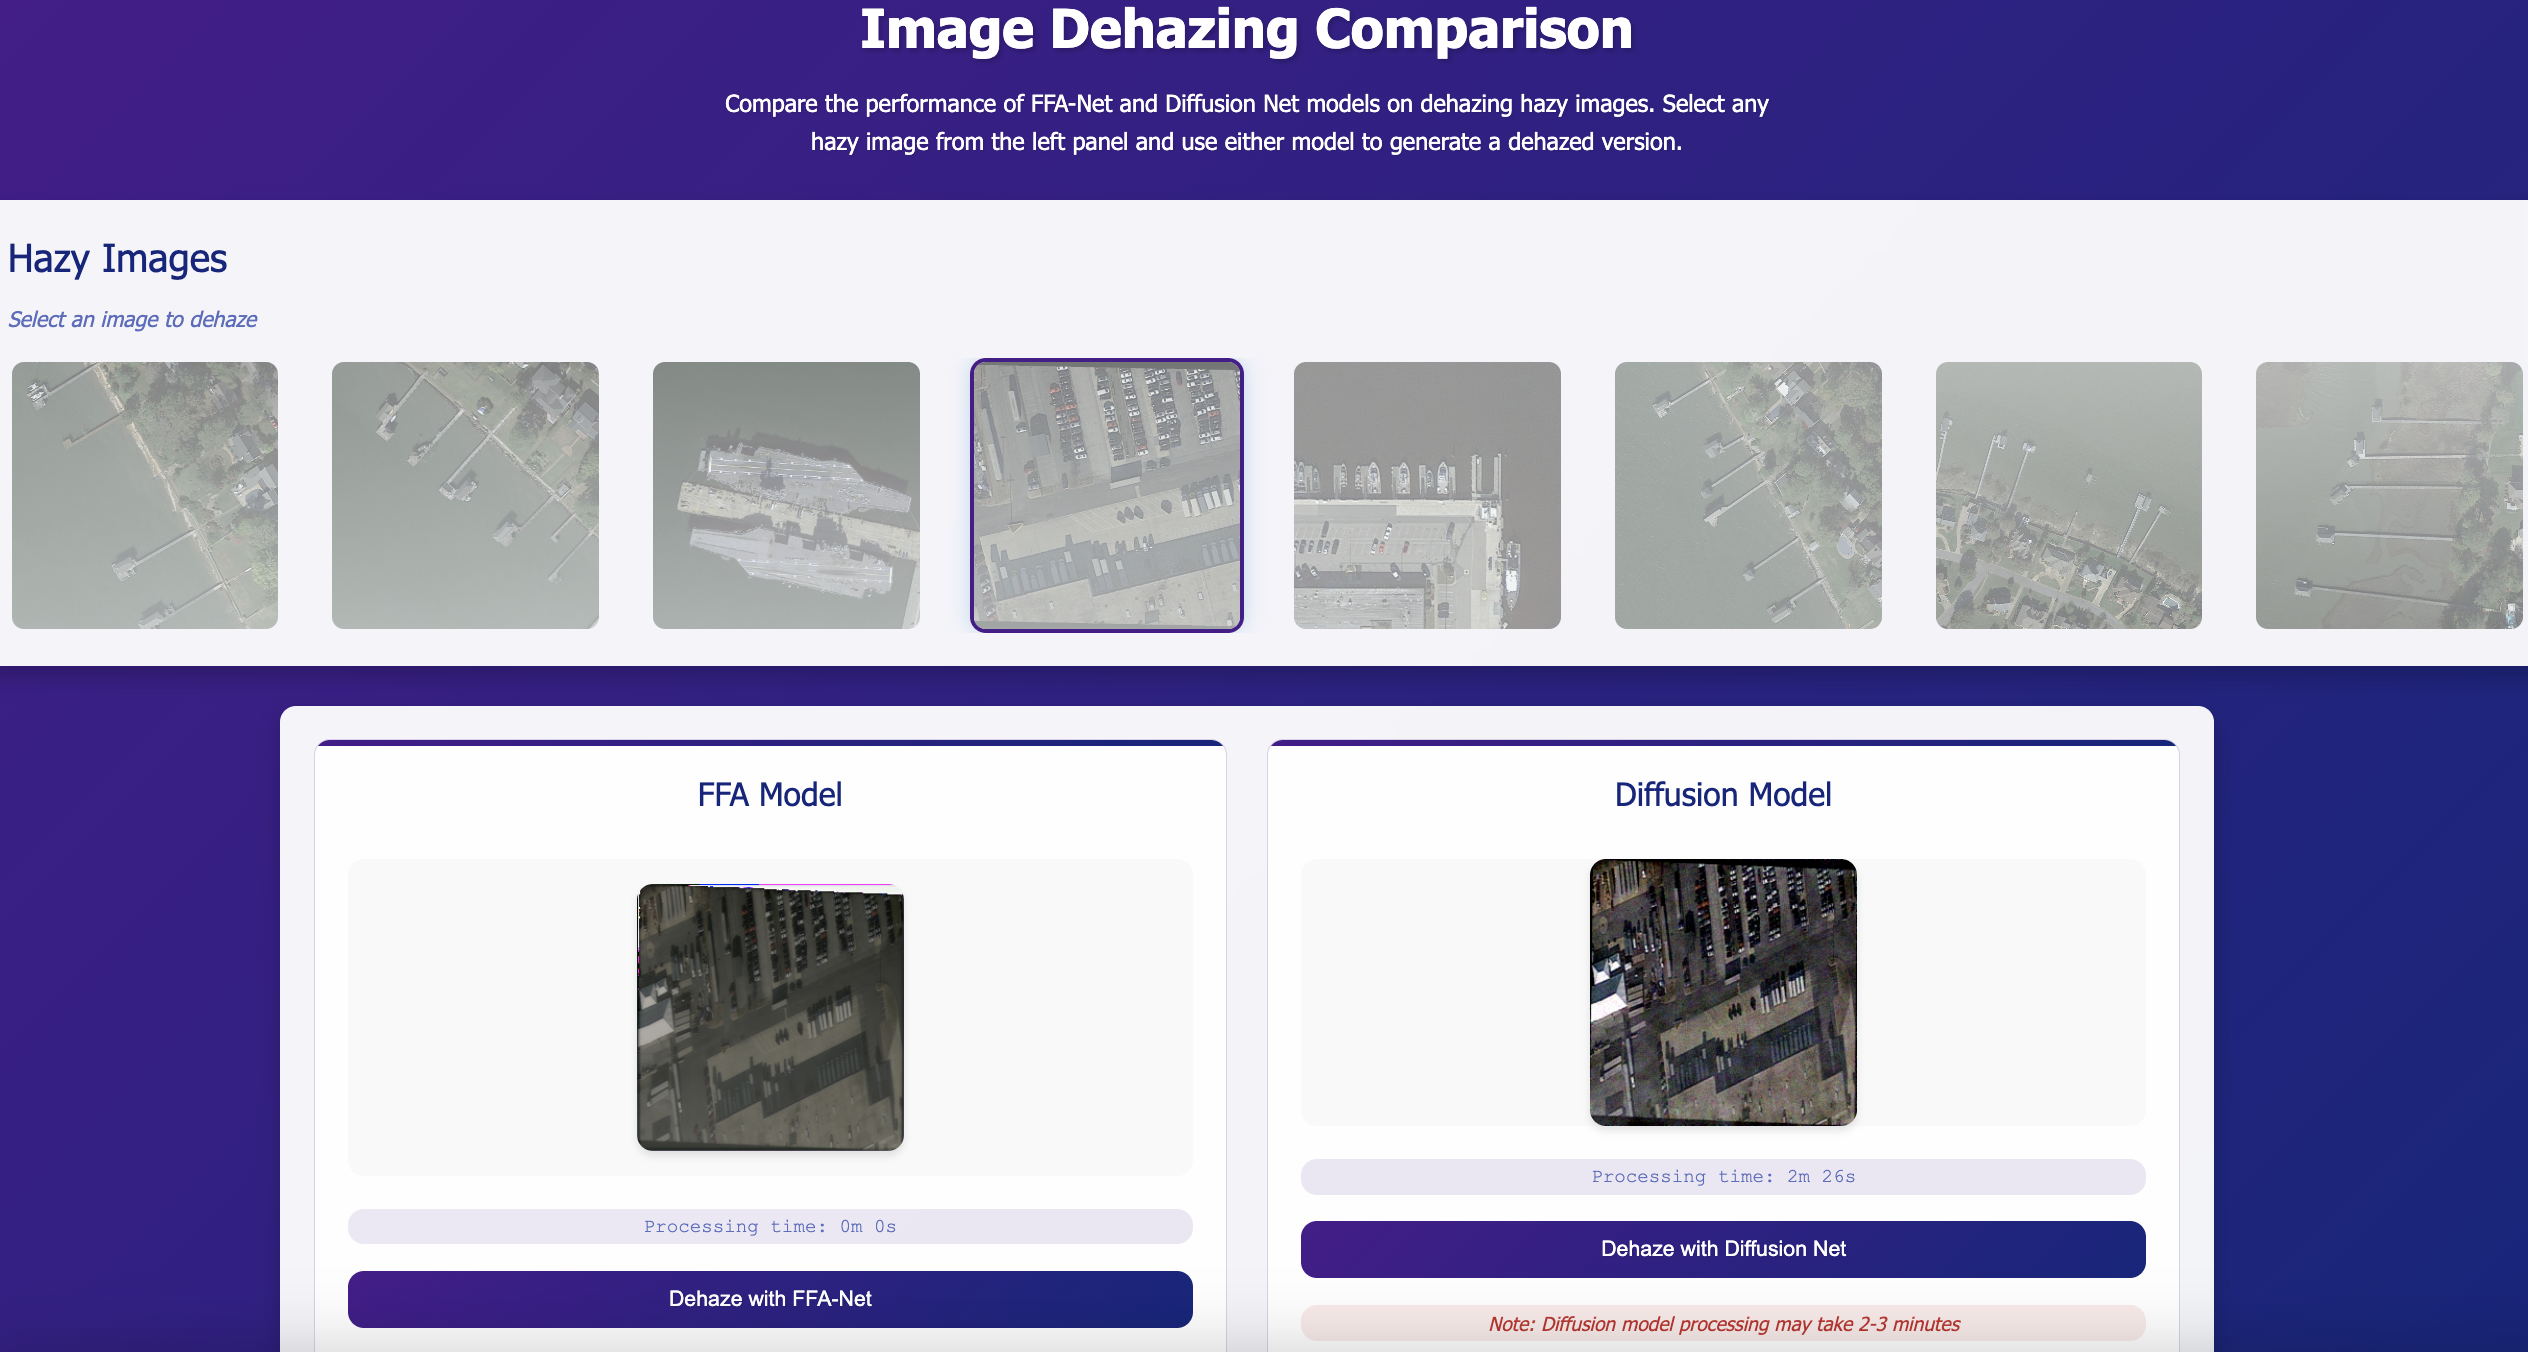 Image Dehazing Comparison
Compare the performance of FFA-Net and Diffusion Net models on dehazing hazy images. Select any
hazy image from the left panel and use either model to generate a dehazed version.
Hazy Images
Select an image to dehaze
FFA Model
Processing time: 0m 0s
Dehaze with FFA-Net
Diffusion Model
Processing time: 2m 26s
Dehaze with Diffusion Net
Note: Diffusion model processing may take 2-3 minutes